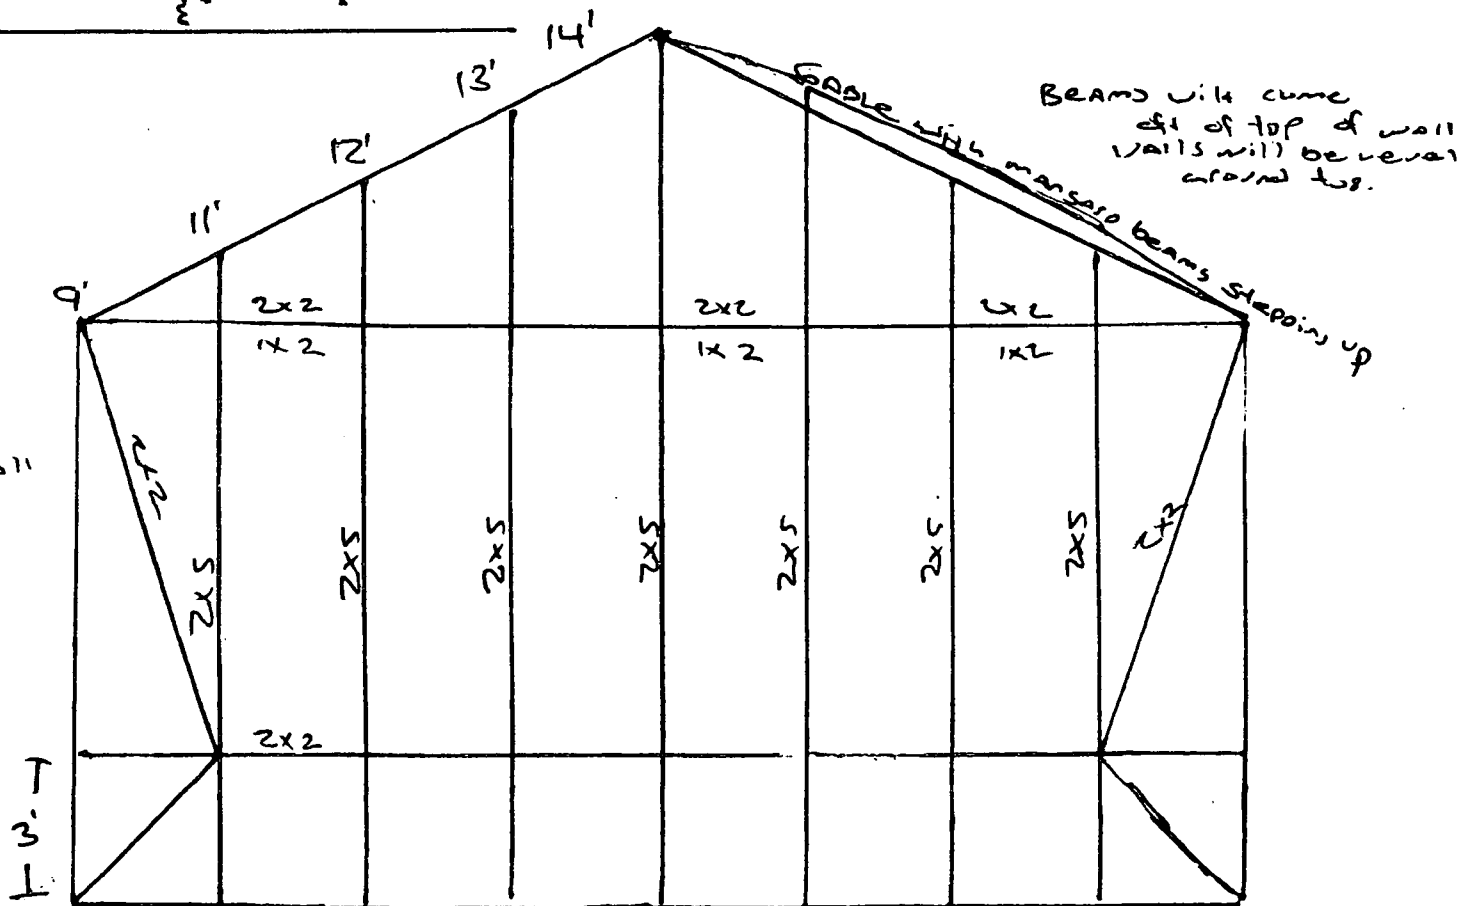 14'
13'
12'
11'
9'
BEAMS will come
off of top of wall
walls will be level
around top.
GABLE with mansard beams stepping up
2x2
2x2
2x2
1x2
1x2
1x2
2x2
2x2
2x5
2x5
2x5
2x5
2x5
2x5
2x5
2x2
3'